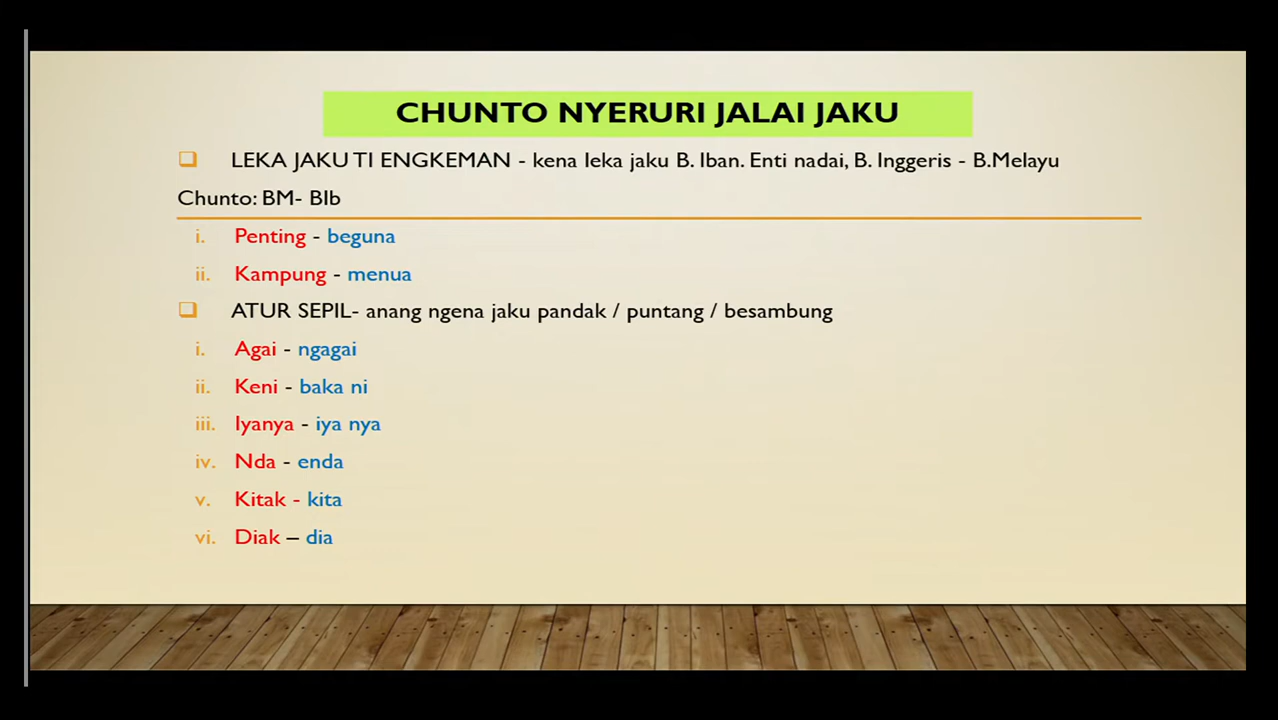 CHUNTO NYERURI JALAI JAKU
LEKA JAKU TI ENGKEMAN - kena leka jaku B. Iban. Enti nadai, B. Inggeris - B.Melayu
Chunto: BM- BIb
i. Penting - beguna
ii. Kampung - menua
ATUR SEPIL- anang ngena jaku pandak / puntang / besambung
i. Agai - ngagai
ii. Keni - baka ni
iii. Iyanya - iya nya
iv. Nda - enda
v. Kitak - kita
vi. Diak – dia